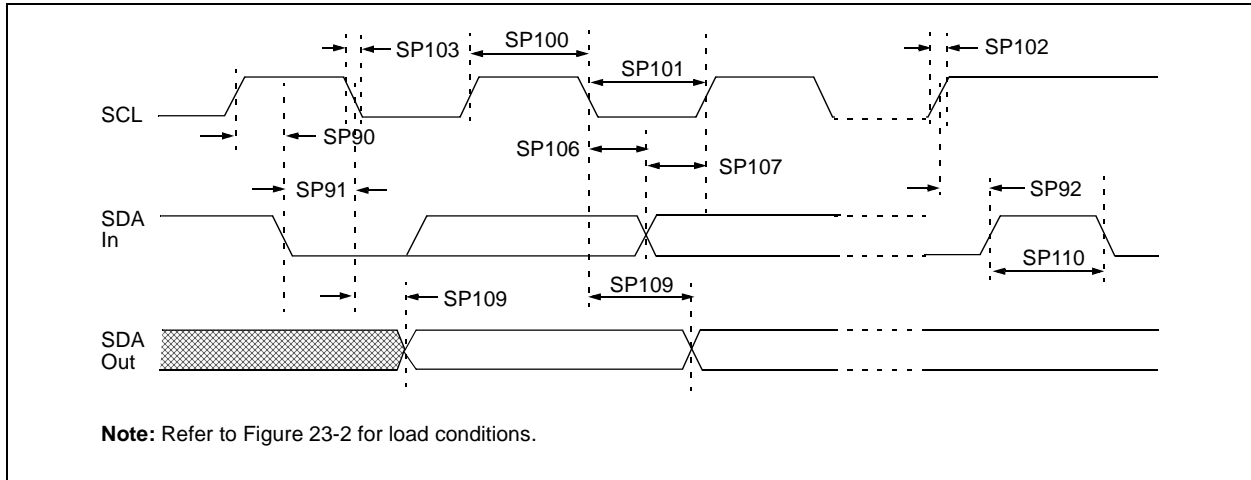 SP103
SP100
SP101
SP102
SCL
SP90
SP106
SP107
SP91
SP92
SDA
In
SP110
SP109
SP109
SDA
Out
Note: Refer to Figure 23-2 for load conditions.